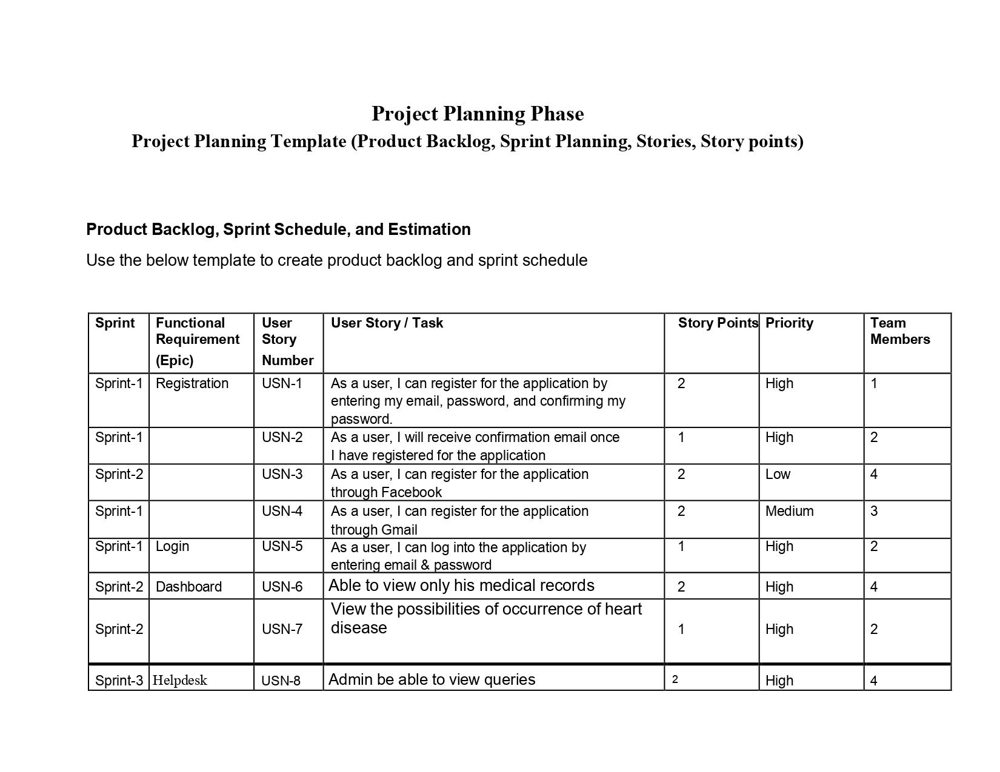 Project Planning Phase
Project Planning Template (Product Backlog, Sprint Planning, Stories, Story points)
Product Backlog, Sprint Schedule, and Estimation
Use the below template to create product backlog and sprint schedule
Sprint
Functional
Requirement
(Epic)
User
Story
Number
User Story / Task
Story Points
Priority
Team
Members
Sprint-1
Registration
USN-1
As a user, I can register for the application by
entering my email, password, and confirming my
password.
2
High
1
Sprint-1
USN-2
As a user, I will receive confirmation email once
I have registered for the application
1
High
2
Sprint-2
USN-3
As a user, I can register for the application
through Facebook
2
Low
4
Sprint-1
USN-4
As a user, I can register for the application
through Gmail
2
Medium
3
Sprint-1
Login
USN-5
As a user, I can log into the application by
entering email & password
1
High
2
Sprint-2
Dashboard
USN-6
Able to view only his medical records
2
High
4
Sprint-2
USN-7
View the possibilities of occurrence of heart
disease
1
High
2
Sprint-3
Helpdesk
USN-8
Admin be able to view queries
2
High
4